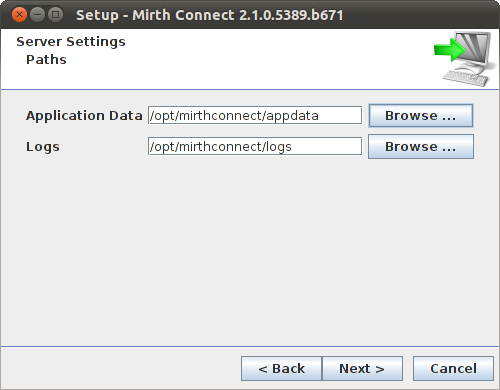 Setup - Mirth Connect 2.1.0.5389.b671
Server Settings
Paths
Application Data /opt/mirthconnect/appdata Browse ...
Logs /opt/mirthconnect/logs Browse ...
< Back Next > Cancel